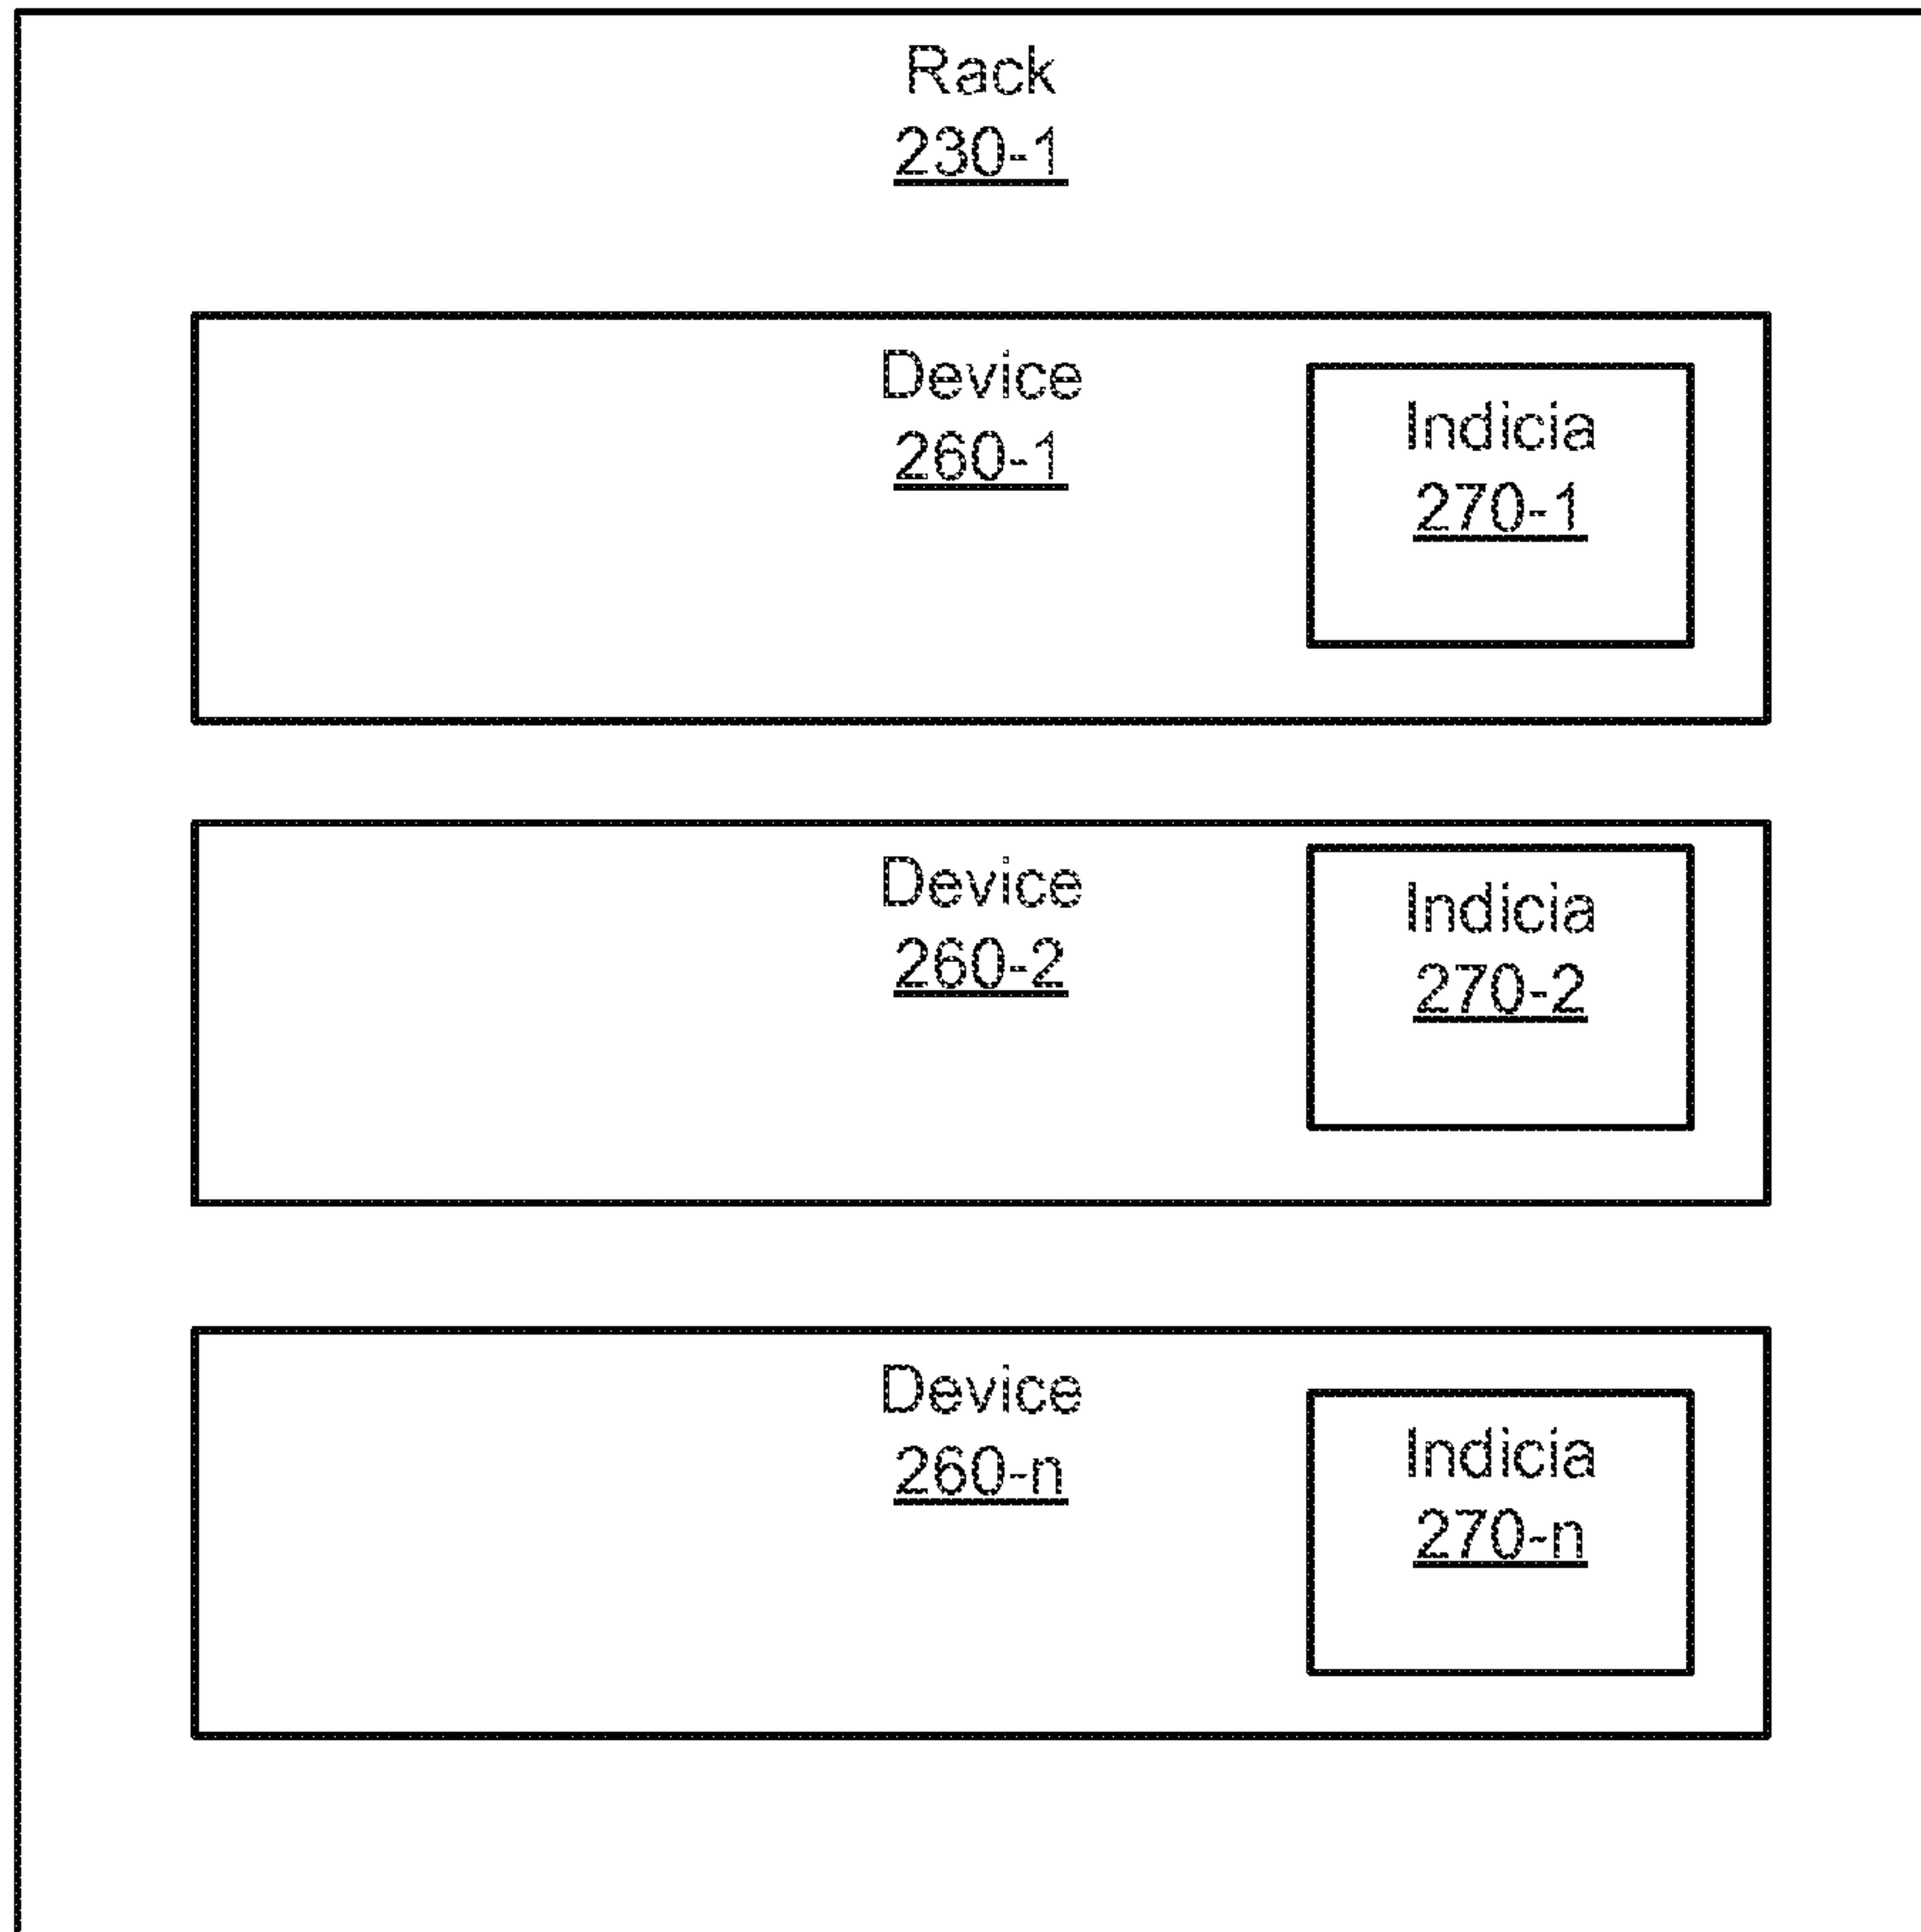 Rack
230-1
Device
260-1
Indicia
270-1
Device
260-2
Indicia
270-2
Device
260-n
Indicia
270-n